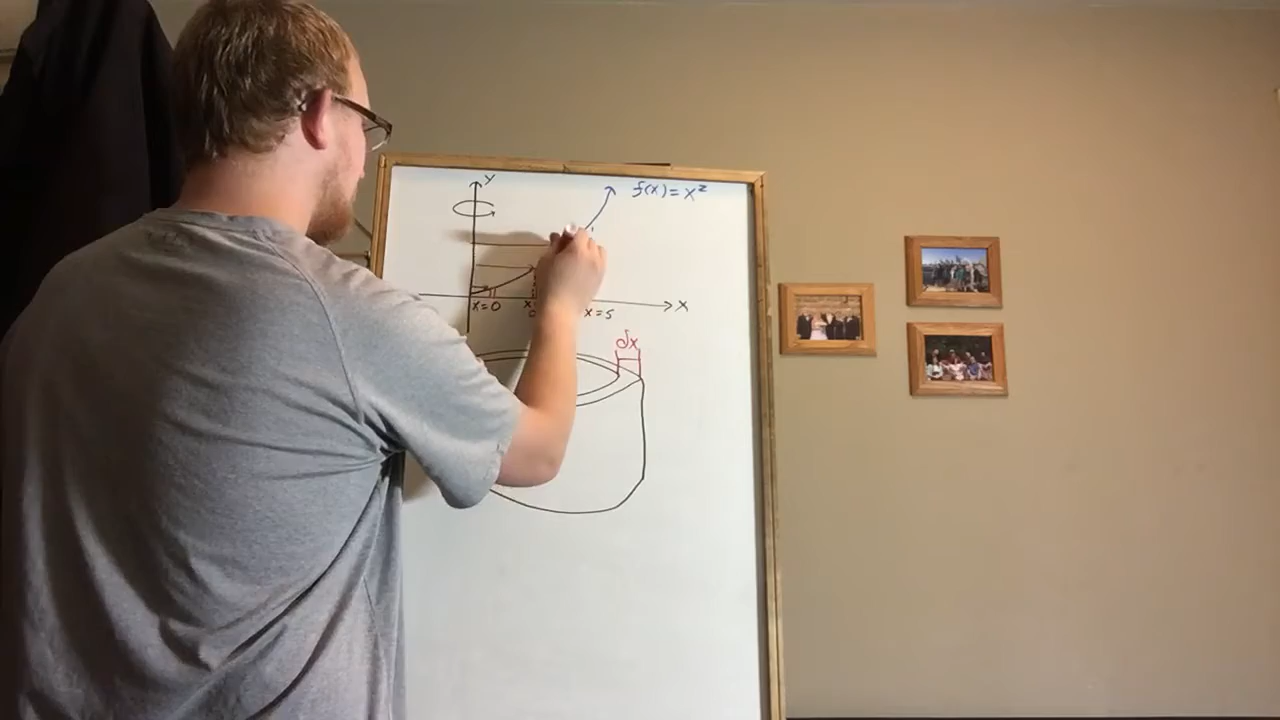 y
f(x) = x²
x=0
x
x=5
x
dx